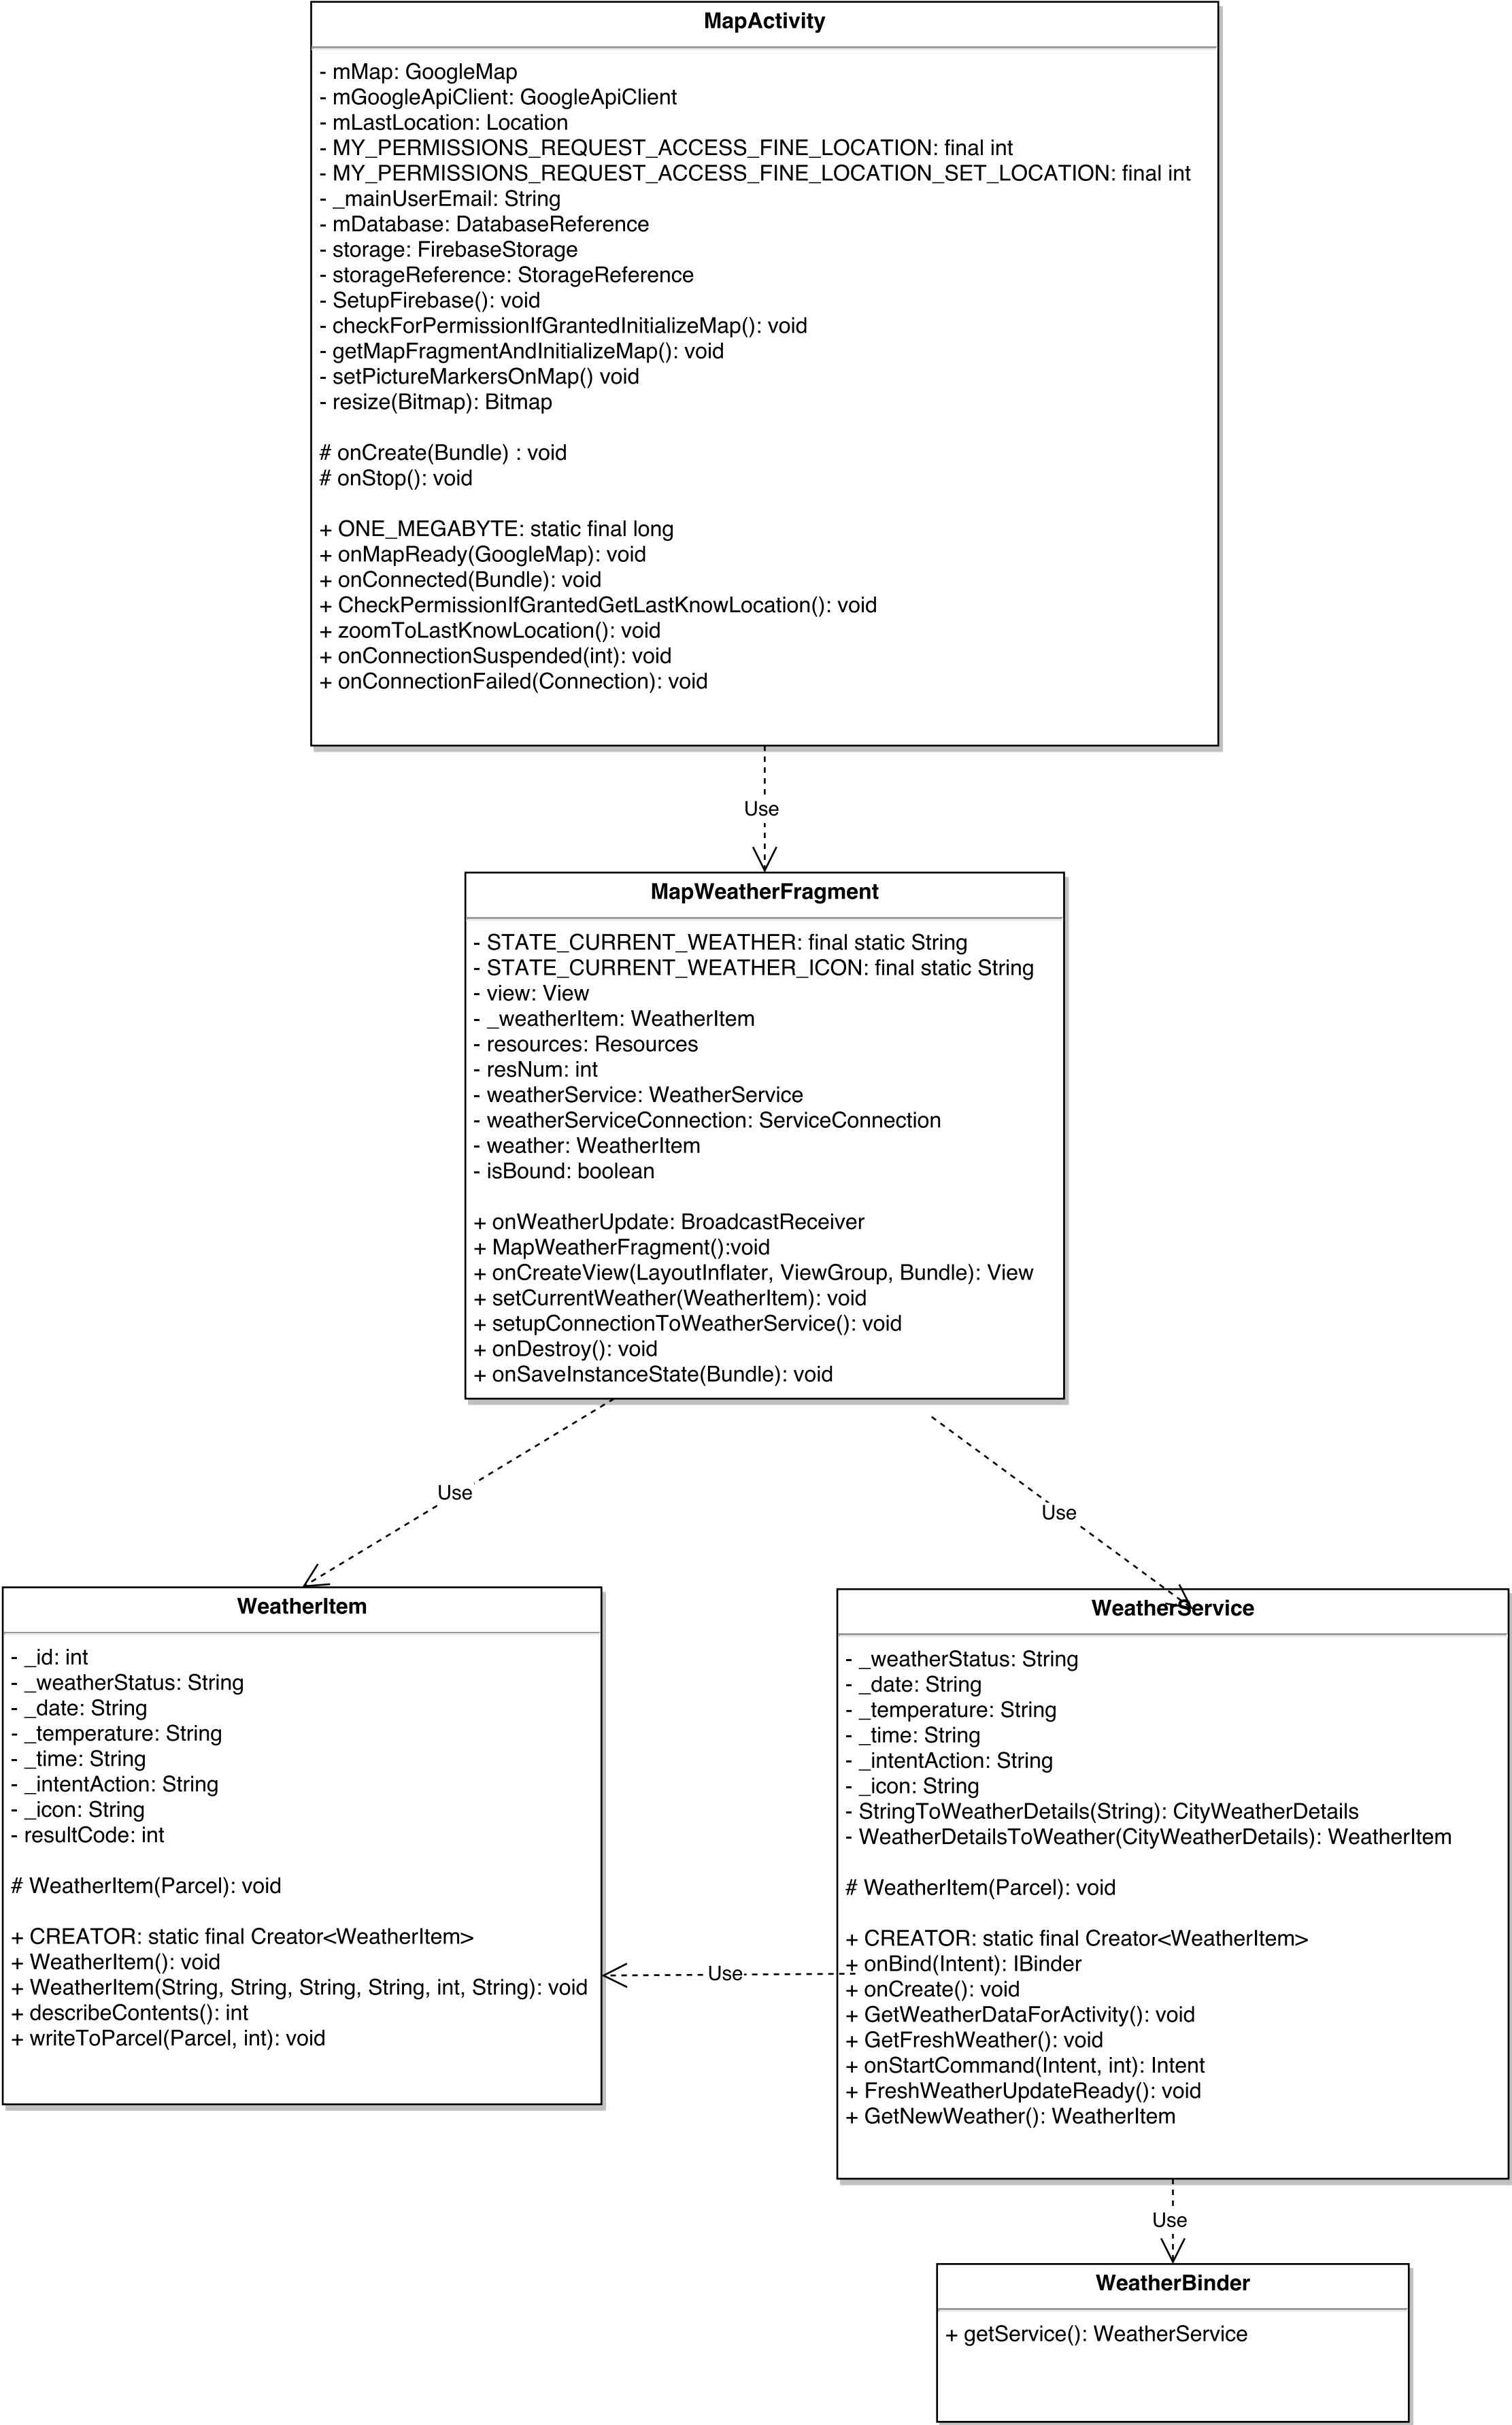 MapActivity
- mMap: GoogleMap
- mGoogleApiClient: GoogleApiClient
- mLastLocation: Location
- MY_PERMISSIONS_REQUEST_ACCESS_FINE_LOCATION: final int
- MY_PERMISSIONS_REQUEST_ACCESS_FINE_LOCATION_SET_LOCATION: final int
- _mainUserEmail: String
- mDatabase: DatabaseReference
- storage: FirebaseStorage
- storageReference: StorageReference
- SetupFirebase(): void
- checkForPermissionIfGrantedInitializeMap(): void
- getMapFragmentAndInitializeMap(): void
- setPictureMarkersOnMap() void
- resize(Bitmap): Bitmap
# onCreate(Bundle) : void
# onStop(): void
+ ONE_MEGABYTE: static final long
+ onMapReady(GoogleMap): void
+ onConnected(Bundle): void
+ CheckPermissionIfGrantedGetLastKnowLocation(): void
+ zoomToLastKnowLocation(): void
+ onConnectionSuspended(int): void
+ onConnectionFailed(Connection): void
Use
MapWeatherFragment
- STATE_CURRENT_WEATHER: final static String
- STATE_CURRENT_WEATHER_ICON: final static String
- view: View
- _weatherItem: WeatherItem
- resources: Resources
- resNum: int
- weatherService: WeatherService
- weatherServiceConnection: ServiceConnection
- weather: WeatherItem
- isBound: boolean
+ onWeatherUpdate: BroadcastReceiver
+ MapWeatherFragment():void
+ onCreateView(LayoutInflater, ViewGroup, Bundle): View
+ setCurrentWeather(WeatherItem): void
+ setupConnectionToWeatherService(): void
+ onDestroy(): void
+ onSaveInstanceState(Bundle): void
Use
Use
WeatherItem
- _id: int
- _weatherStatus: String
- _date: String
- _temperature: String
- _time: String
- _intentAction: String
- _icon: String
- resultCode: int
# WeatherItem(Parcel): void
+ CREATOR: static final Creator<WeatherItem>
+ WeatherItem(): void
+ WeatherItem(String, String, String, String, int, String): void
+ describeContents(): int
+ writeToParcel(Parcel, int): void
Use
WeatherService
- _weatherStatus: String
- _date: String
- _temperature: String
- _time: String
- _intentAction: String
- _icon: String
- StringToWeatherDetails(String): CityWeatherDetails
- WeatherDetailsToWeather(CityWeatherDetails): WeatherItem
# WeatherItem(Parcel): void
+ CREATOR: static final Creator<WeatherItem>
+ onBind(Intent): IBinder
+ onCreate(): void
+ GetWeatherDataForActivity(): void
+ GetFreshWeather(): void
+ onStartCommand(Intent, int): Intent
+ FreshWeatherUpdateReady(): void
+ GetNewWeather(): WeatherItem
Use
WeatherBinder
+ getService(): WeatherService